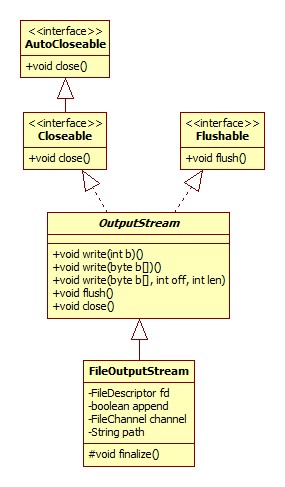 <<interface>>
AutoCloseable
+void close()
<<interface>>
Closeable
+void close()
<<interface>>
Flushable
+void flush()
OutputStream
+void write(int b)()
+void write(byte b[])()
+void write(byte b[], int off, int len)
+void flush()
+void close()
FileOutputStream
-FileDescriptor fd
-boolean append
-FileChannel channel
-String path
#void finalize()